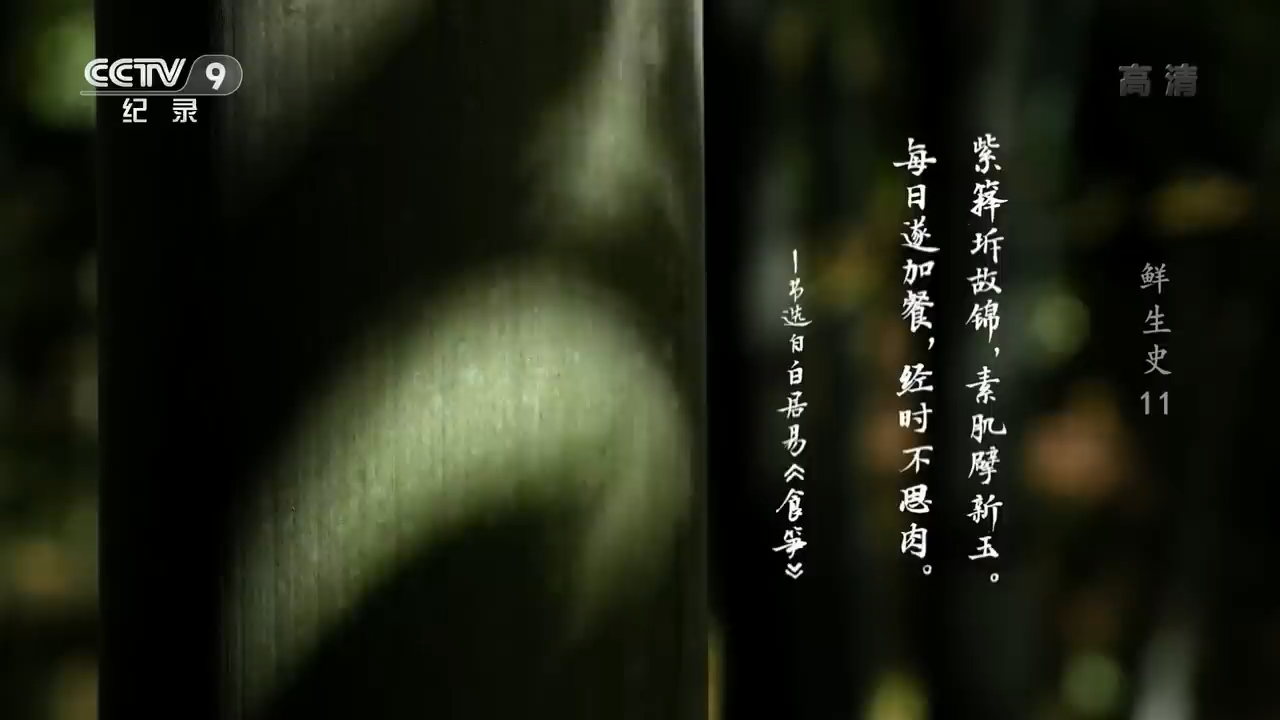 CCTV 9
纪录
高清
鲜生史
11
紫箨坼故锦，素肌擘新玉。
每日遂加餐，经时不思肉。
—节选自白居易《食笋》